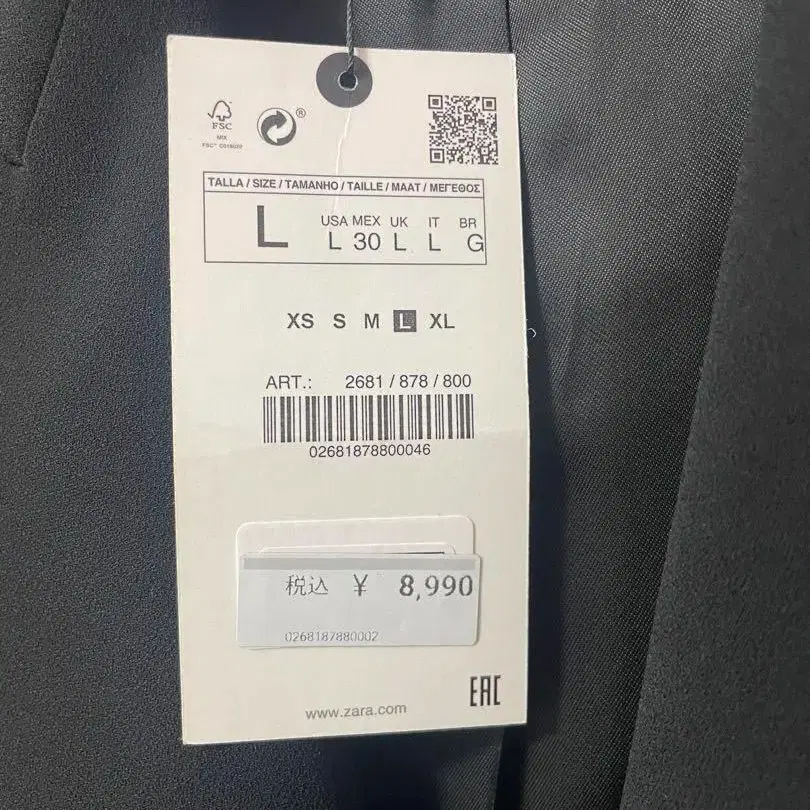 FSC
MIX
®
TALLA / SIZE / TAMANHO / TAILLE / MAAT / ΜΕΓΕΘΟΣ
L
USA MEX UK IT BR
L 30 L L G
XS S M L XL
ART.: 2681 / 878 / 800
02681878800046
税込 ¥ 8,990
0268187880002
www.zara.com
EAC